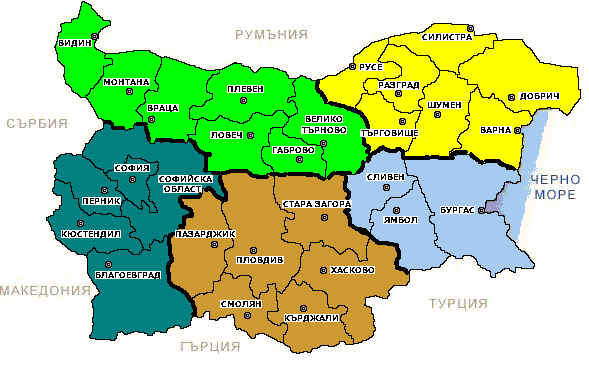 РУМЪНИЯ
СИЛИСТРА
ВИДИН
РУСЕ
МОНТАНА
ПЛЕВЕН
РАЗГРАД
ДОБРИЧ
ВРАЦА
ШУМЕН
ВЕЛИКО
ТЪРНОВО
СЪРБИЯ
ЛОВЕЧ
ТЪРГОВИЩЕ
ВАРНА
ГАБРОВО
СОФИЯ
СОФИЙСКА
ОБЛАСТ
СЛИВЕН
ЧЕРНО
МОРЕ
ПЕРНИК
СТАРА ЗАГОРА
ЯМБОЛ
БУРГАС
КЮСТЕНДИЛ
ПАЗАРДЖИК
ПЛОВДИВ
ХАСКОВО
БЛАГОЕВГРАД
МАКЕДОНИЯ
СМОЛЯН
КЪРДЖАЛИ
ТУРЦИЯ
ГЪРЦИЯ